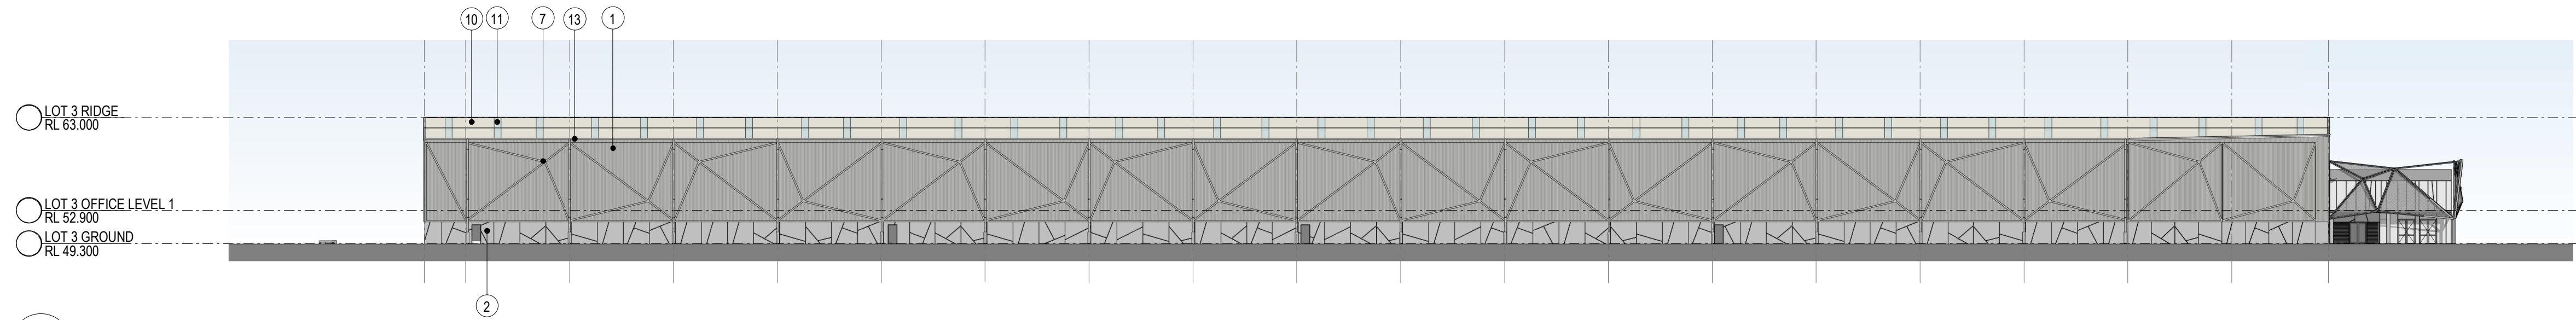 10 11 7 13 1
LOT 3 RIDGE
RL 63.000
LOT 3 OFFICE LEVEL 1
RL 52.900
LOT 3 GROUND
RL 49.300
2